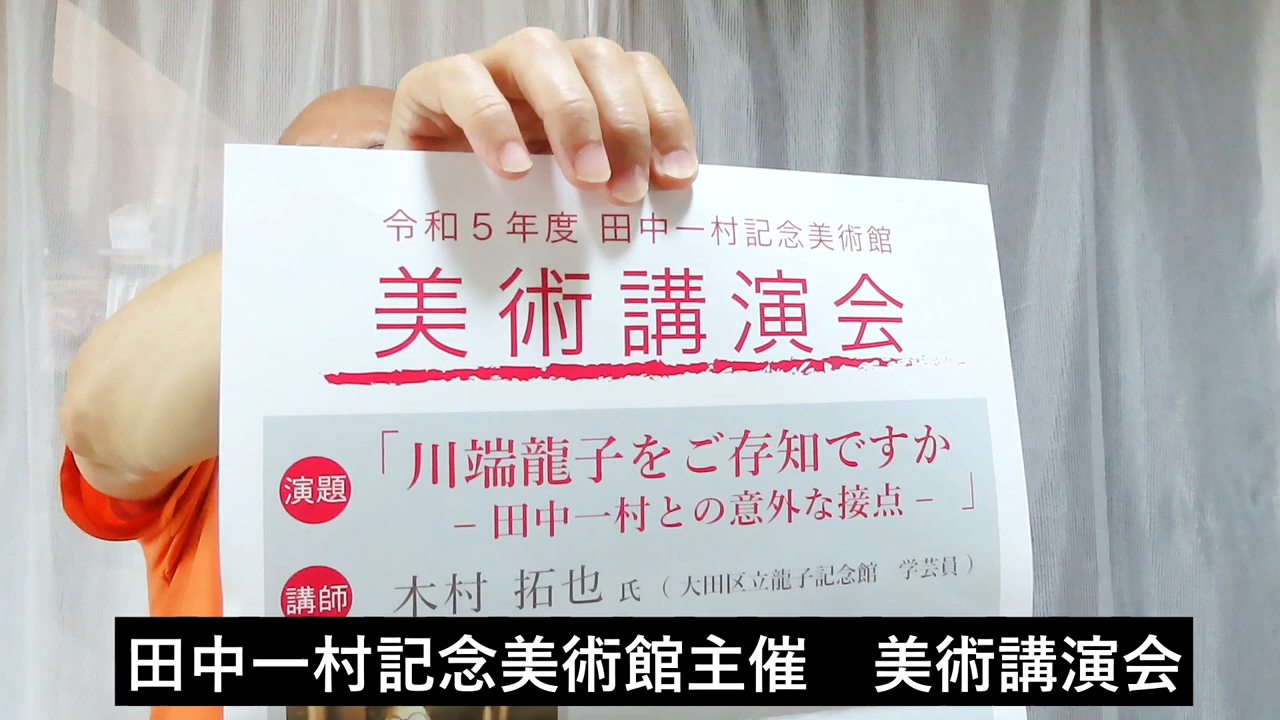 令和5年度 田中一村記念美術館
美術講演会
演題 「川端龍子をご存知ですか
－田中一村との意外な接点－」
講師 木村 拓也 氏 （大田区立龍子記念館 学芸員）
田中一村記念美術館主催　美術講演会